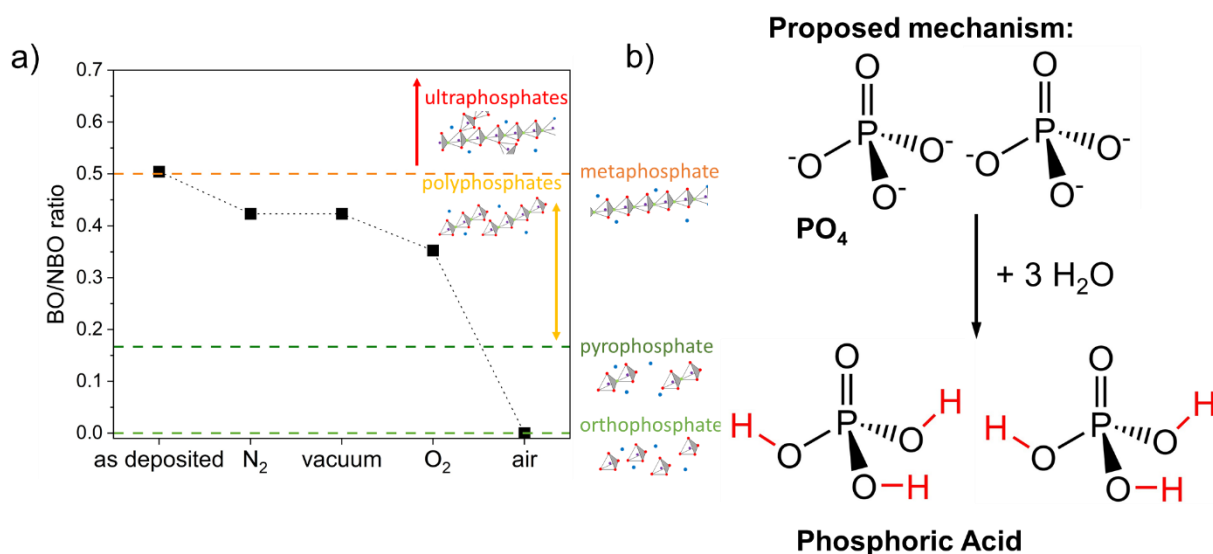 a)
BO/NBO ratio
0.7
0.6
0.5
0.4
0.3
0.2
0.1
0.0
as deposited
N₂
vacuum
O₂
air
ultraphosphates
polyphosphates
metaphosphate
pyrophosphate
orthophosphate
b)
Proposed mechanism:
O
P
⁻O
O⁻
O⁻
O
P
⁻O
O⁻
O⁻
PO₄
+ 3 H₂O
O
H
P
H
O
O
O-H
O
H
P
H
O
O
O
H
Phosphoric Acid